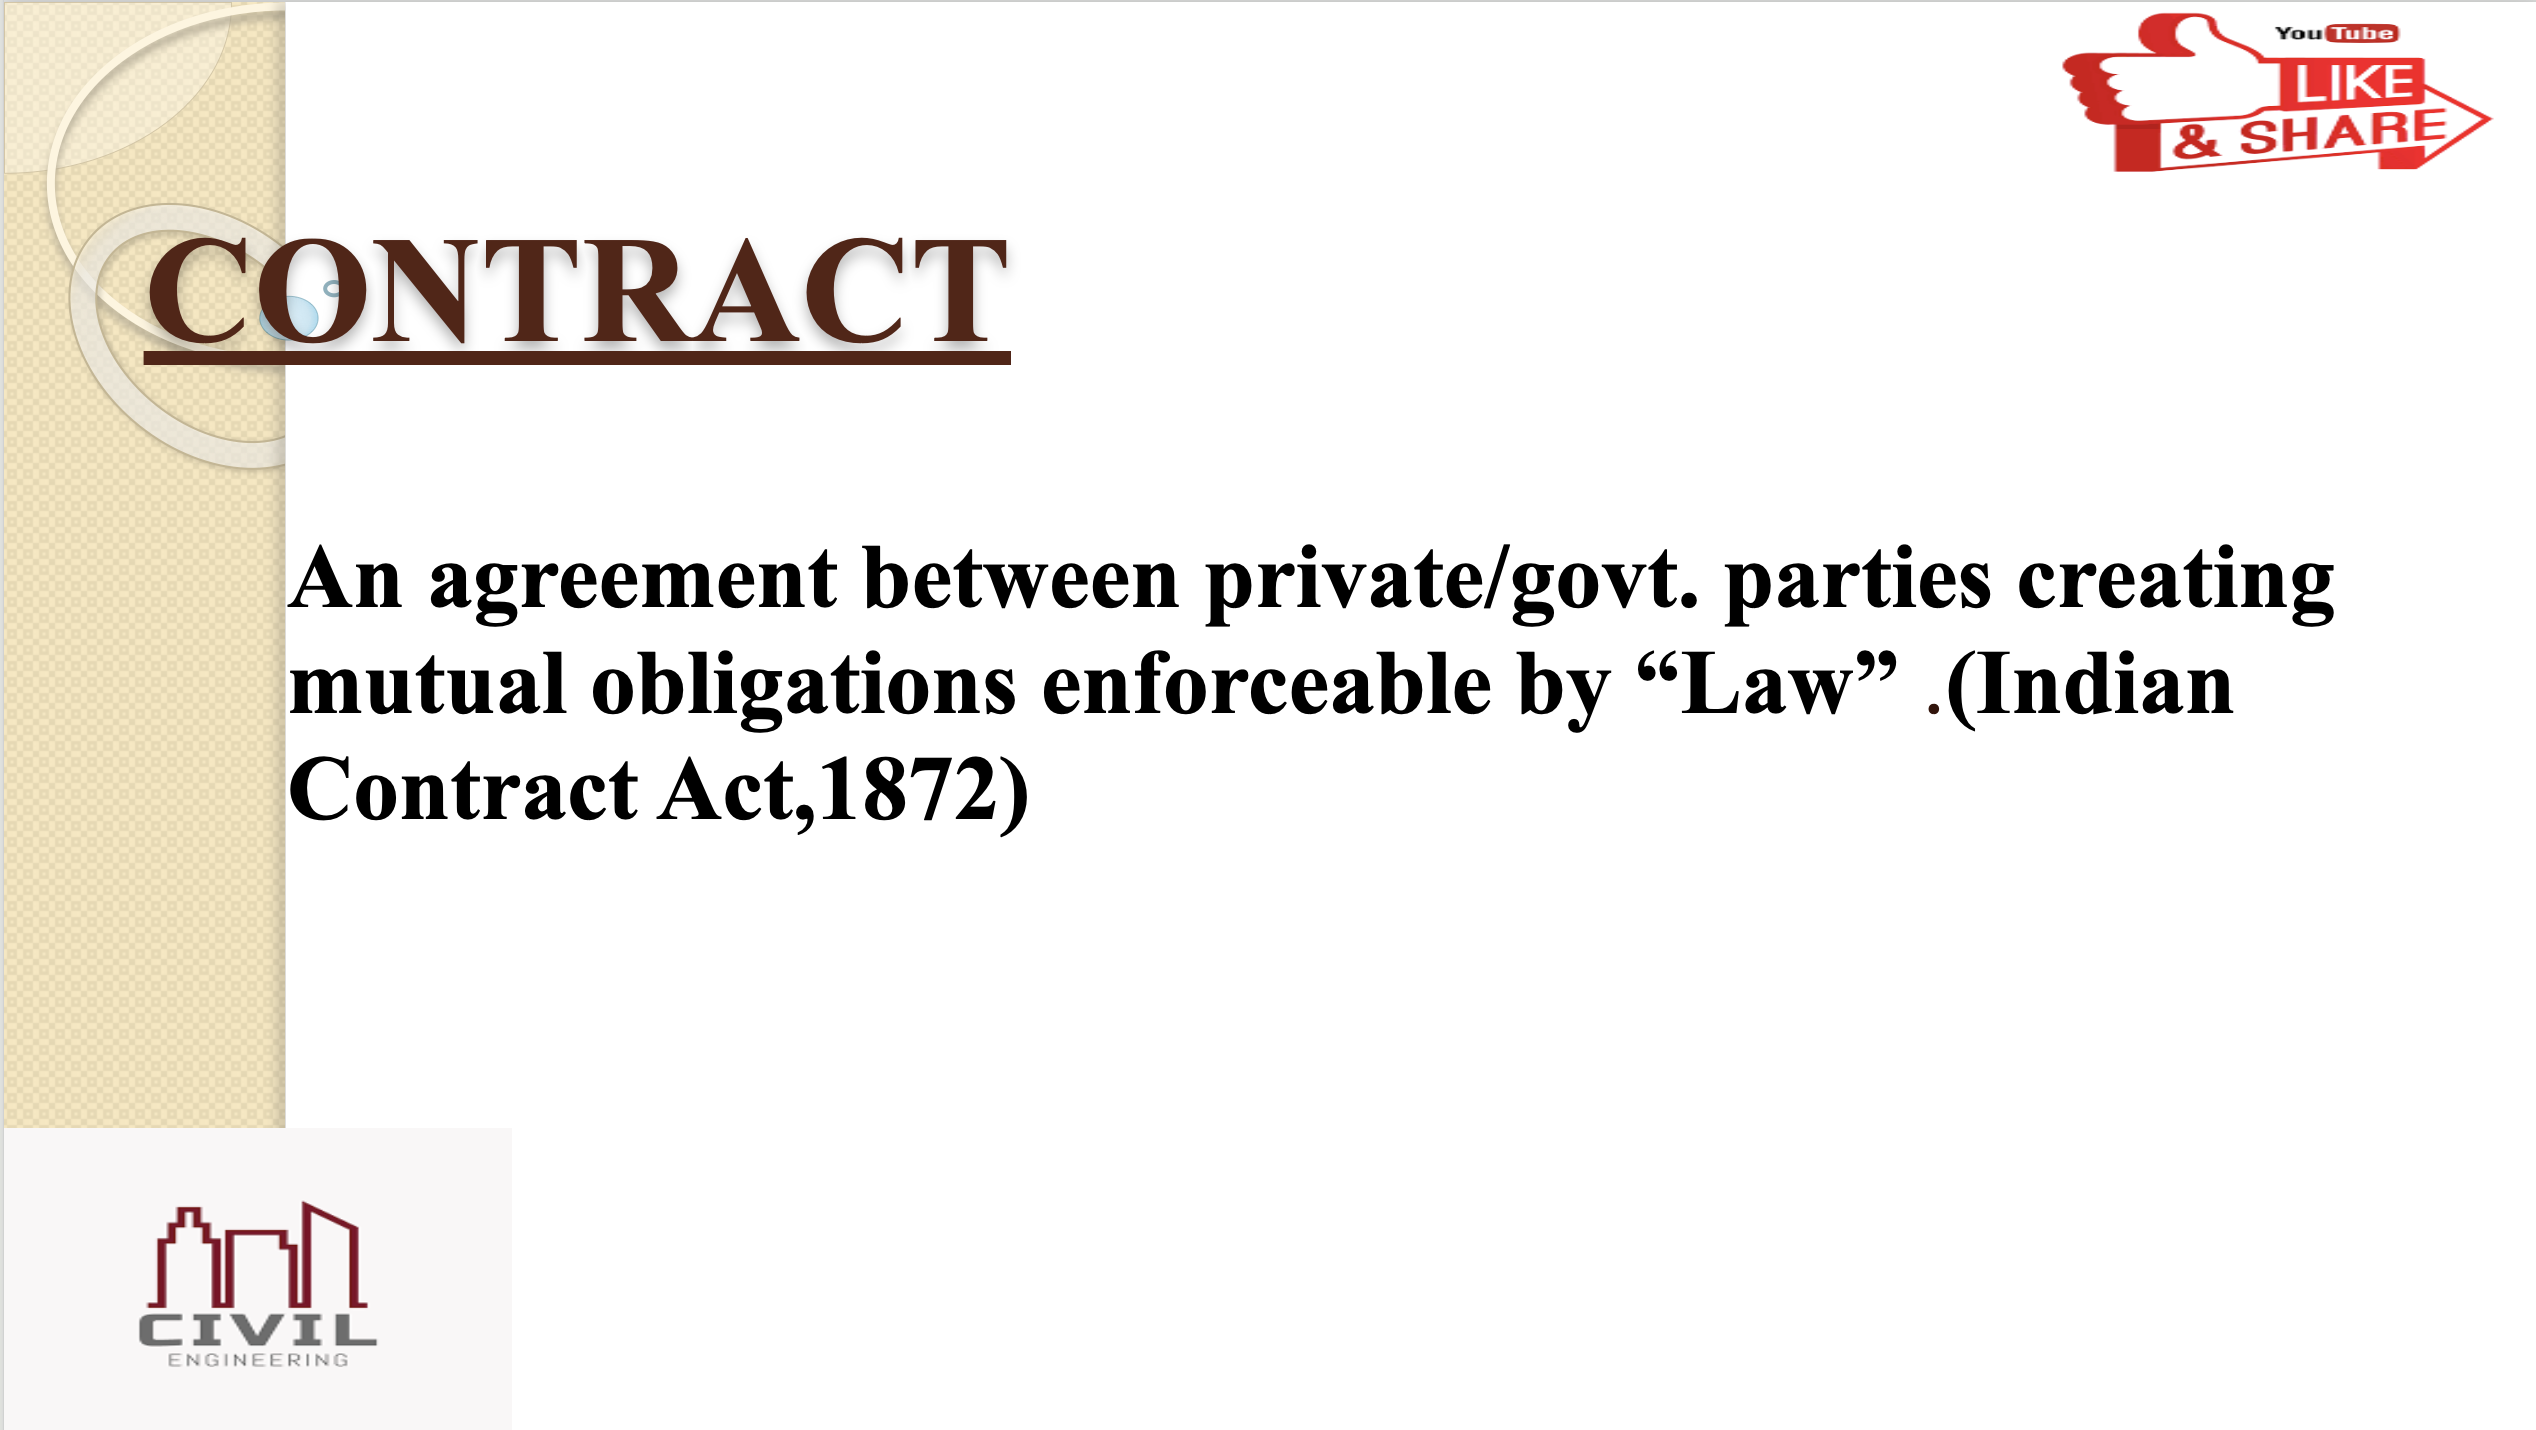 YouTube
LIKE
& SHARE
CONTRACT
An agreement between private/govt. parties creating
mutual obligations enforceable by “Law” .(Indian
Contract Act,1872)
CIVIL
ENGINEERING